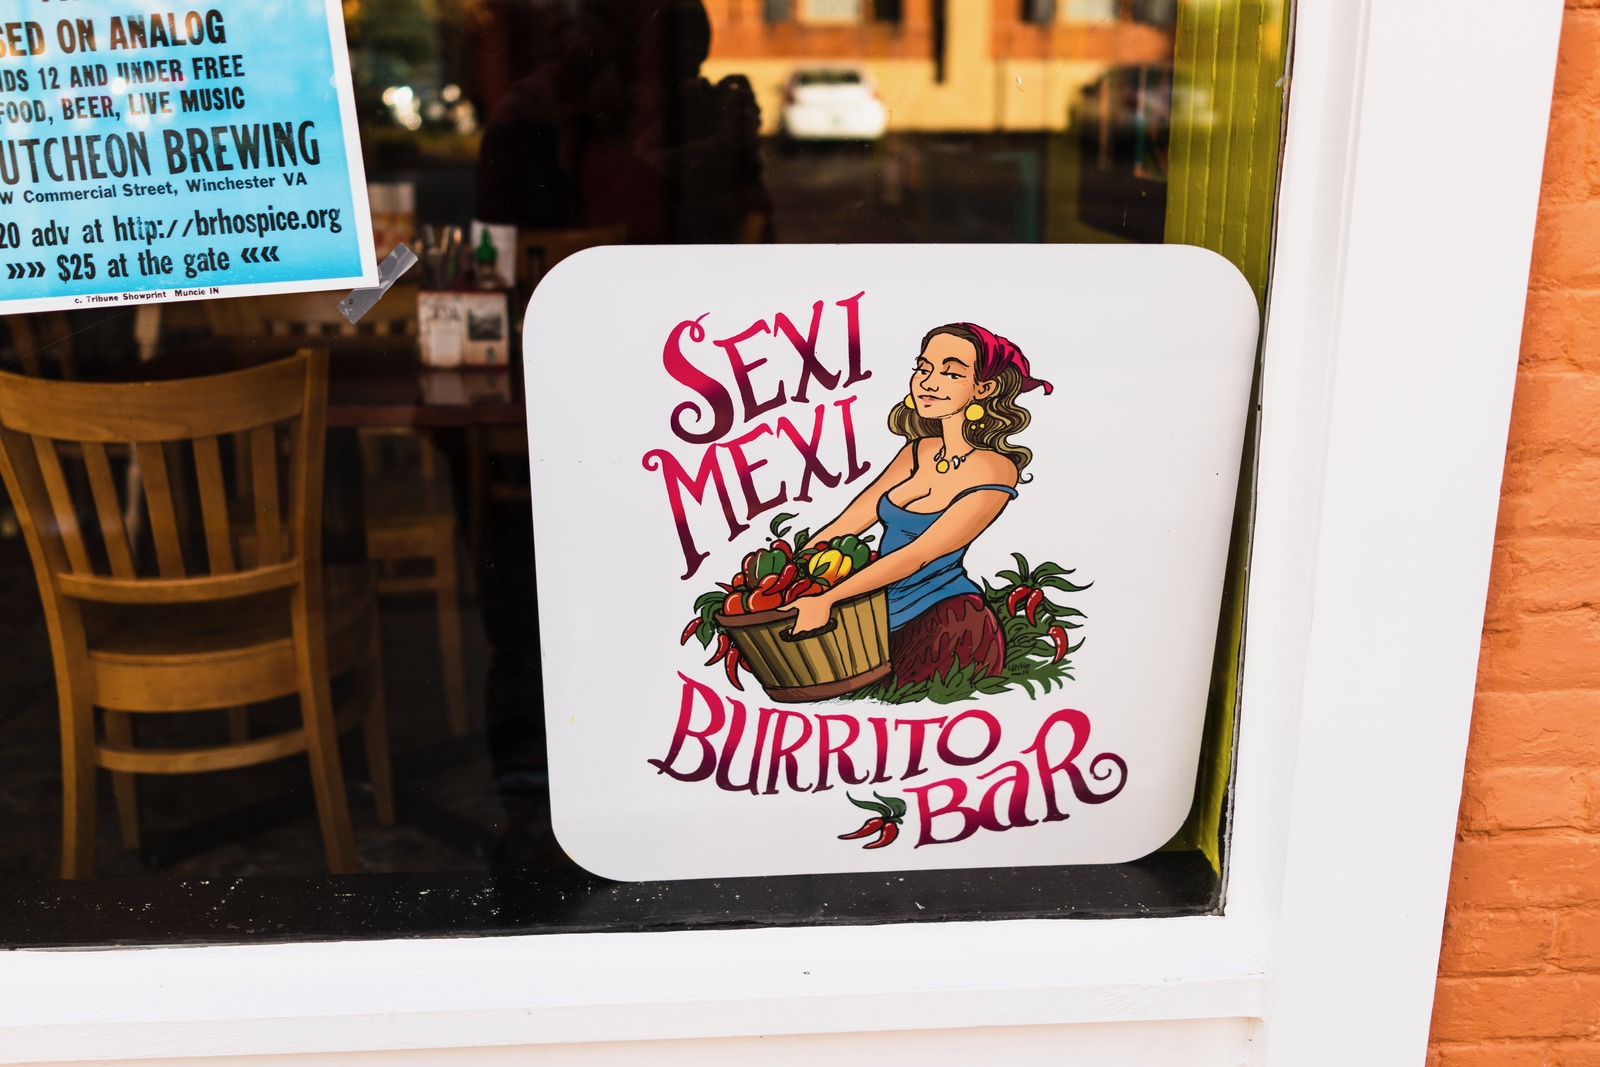 SED ON ANALOG
IDS 12 AND UNDER FREE
FOOD, BEER, LIVE MUSIC
UTCHEON BREWING
W Commercial Street, Winchester VA
20 adv at http://brhospice.org
»» $25 at the gate ««
c. Tribune Showprint Muncie IN
SEXI
MEXI
BURRITO
BaR